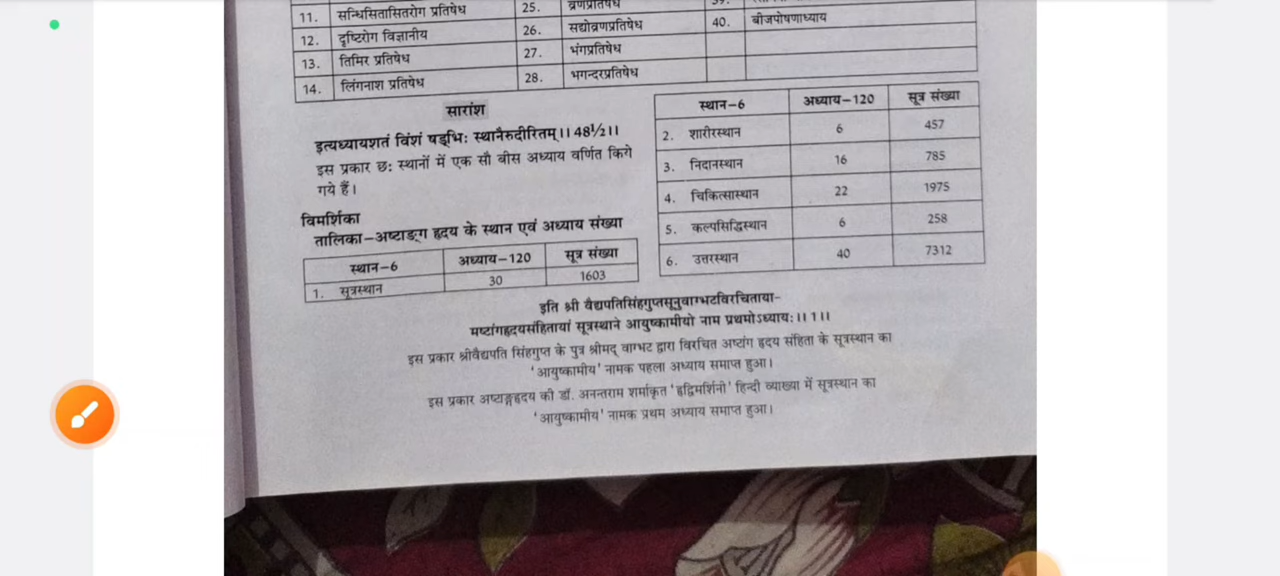 11. सन्धिसितासितरोग प्रतिषेध 25. व्रणप्रतिषेध 39.
12. दृष्टिरोग विज्ञानीय 26. सद्योव्रणप्रतिषेध 40. बीजपोषणाध्याय
13. तिमिर प्रतिषेध 27. भंगप्रतिषेध
14. लिंगनाश प्रतिषेध 28. भगन्दरप्रतिषेध
सारांश
इत्यध्यायशतं विंशं षड्भिः स्थानैरुदीरितम्।। 48½।।
इस प्रकार छः स्थानों में एक सौ बीस अध्याय वर्णित किये
गये हैं।
विमर्शिका
तालिका–अष्टाङ्ग हृदय के स्थान एवं अध्याय संख्या
स्थान–6 अध्याय–120 सूत्र संख्या
1. सूत्रस्थान 30 1603
स्थान–6 अध्याय–120 सूत्र संख्या
2. शारीरस्थान 6 457
3. निदानस्थान 16 785
4. चिकित्सास्थान 22 1975
5. कल्पसिद्धिस्थान 6 258
6. उत्तरस्थान 40 7312
इति श्री वैद्यपतिसिंहगुप्तसूनुवाग्भटविरचिताया–
मष्टांगहृदयसंहितायां सूत्रस्थाने आयुष्कामीयो नाम प्रथमोऽध्यायः।। 1।।
इस प्रकार श्रीवैद्यपति सिंहगुप्त के पुत्र श्रीमद् वाग्भट द्वारा विरचित अष्टांग हृदय संहिता के सूत्रस्थान का
'आयुष्कामीय' नामक पहला अध्याय समाप्त हुआ।
इस प्रकार अष्टाङ्गहृदय की डॉ. अनन्तराम शर्माकृत 'हृद्विमर्शिनी' हिन्दी व्याख्या में सूत्रस्थान का
'आयुष्कामीय' नामक प्रथम अध्याय समाप्त हुआ।